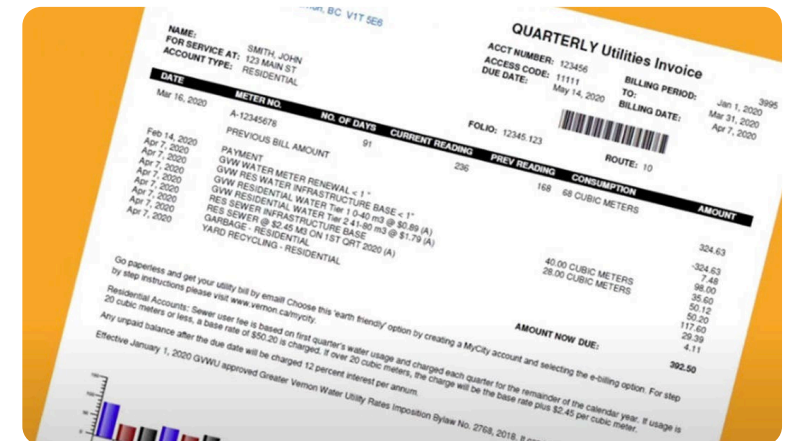 BC V1T 5E6
QUARTERLY Utilities Invoice
3995
NAME: SMITH, JOHN
FOR SERVICE AT: 123 MAIN ST
ACCOUNT TYPE: RESIDENTIAL
ACCT NUMBER: 123456
ACCESS CODE: 11111
DUE DATE: May 14, 2020
BILLING PERIOD: Jan 1, 2020
TO: Mar 31, 2020
BILLING DATE: Apr 7, 2020
FOLIO: 12345.123
ROUTE: 10
DATE METER NO. NO. OF DAYS CURRENT READING PREV READING CONSUMPTION AMOUNT
Mar 16, 2020 A-12345678 91 236 168 68 CUBIC METERS
PREVIOUS BILL AMOUNT 324.63
Feb 14, 2020 PAYMENT -324.63
Apr 7, 2020 GVW WATER METER RENEWAL < 1" 7.48
Apr 7, 2020 GVW RES WATER INFRASTRUCTURE BASE < 1" 98.00
Apr 7, 2020 GVW RESIDENTIAL WATER Tier 1 0-40 m3 @ $0.89 (A) 40.00 CUBIC METERS 35.60
Apr 7, 2020 GVW RESIDENTIAL WATER Tier 2 41-80 m3 @ $1.79 (A) 28.00 CUBIC METERS 50.12
Apr 7, 2020 RES SEWER INFRASTRUCTURE BASE 50.20
Apr 7, 2020 RES SEWER @ $2.45 M3 ON 1ST QRT 2020 (A) 117.60
Apr 7, 2020 GARBAGE - RESIDENTIAL 29.39
Apr 7, 2020 YARD RECYCLING - RESIDENTIAL 4.11
AMOUNT NOW DUE: 392.50
Go paperless and get your utility bill by email! Choose this 'earth friendly' option by creating a MyCity account and selecting the e-billing option. For step
by step instructions please visit www.vernon.ca/mycity.
Residential Accounts: Sewer user fee is based on first quarter's water usage and charged each quarter for the remainder of the calendar year. If usage is
20 cubic meters or less, a base rate of $50.20 is charged. If over 20 cubic meters, the charge will be the base rate plus $2.45 per cubic meter.
Any unpaid balance after the due date will be charged 12 percent interest per annum.
Effective January 1, 2020 GVWU approved Greater Vernon Water Utility Rates Imposition Bylaw No. 2768, 2018.